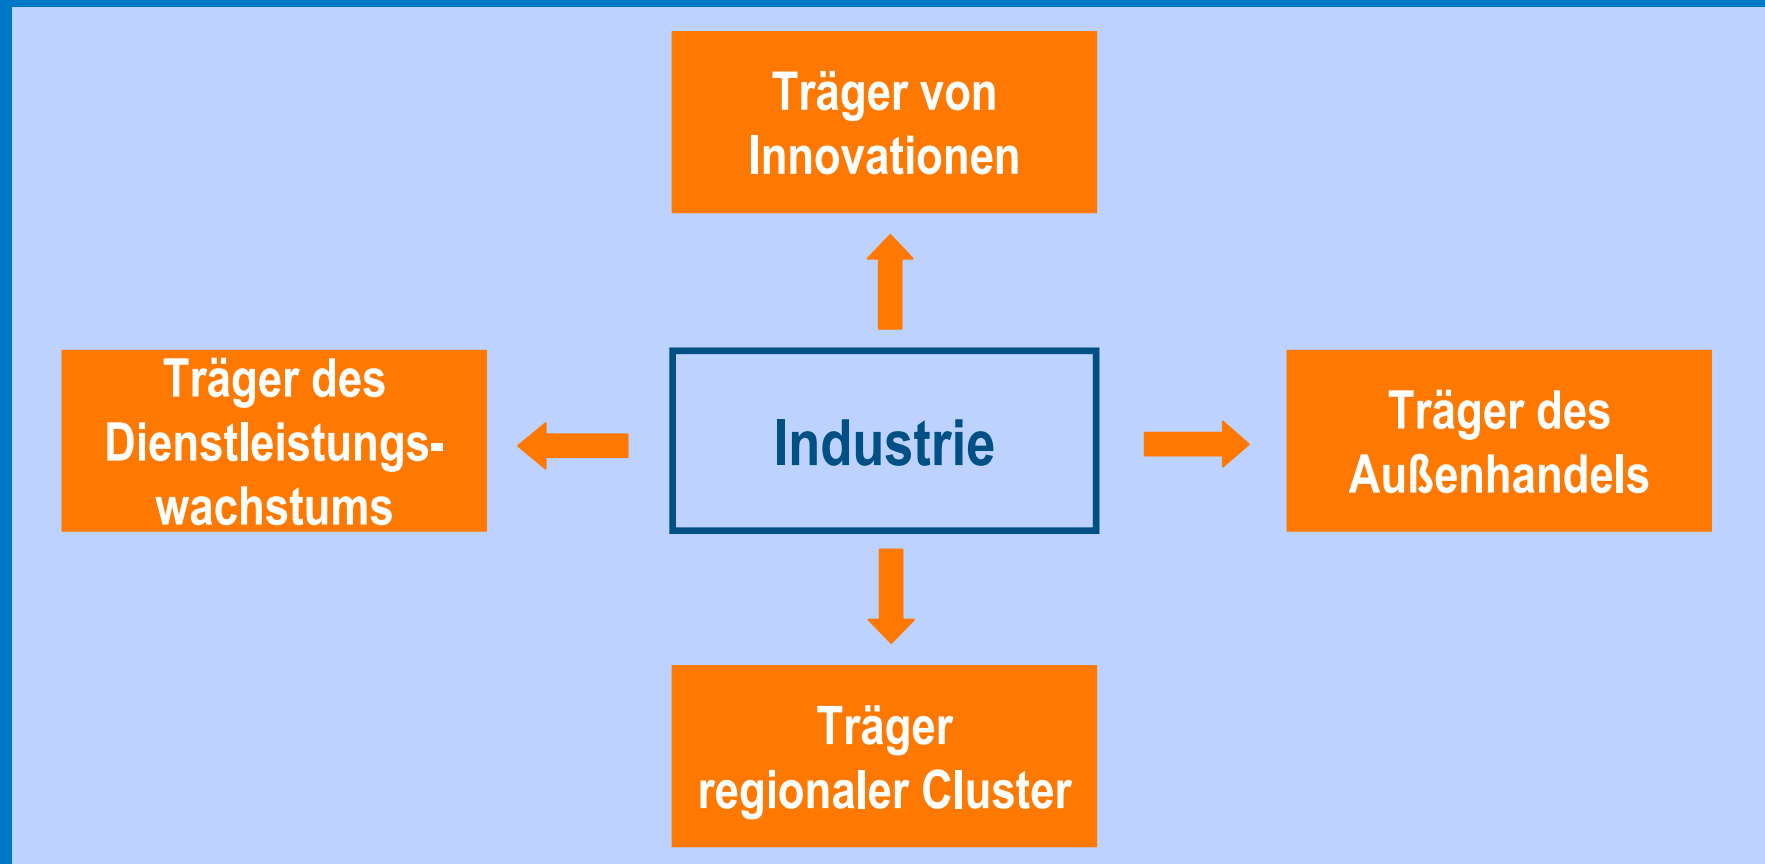 Träger von
Innovationen
Träger des
Dienstleistungs-
wachstums
Industrie
Träger des
Außenhandels
Träger
regionaler Cluster